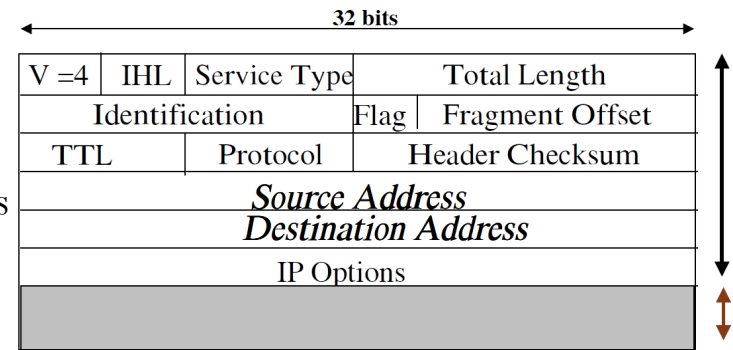 32 bits
V =4 IHL Service Type Total Length
Identification Flag Fragment Offset
TTL Protocol Header Checksum
s
Source Address
Destination Address
IP Options